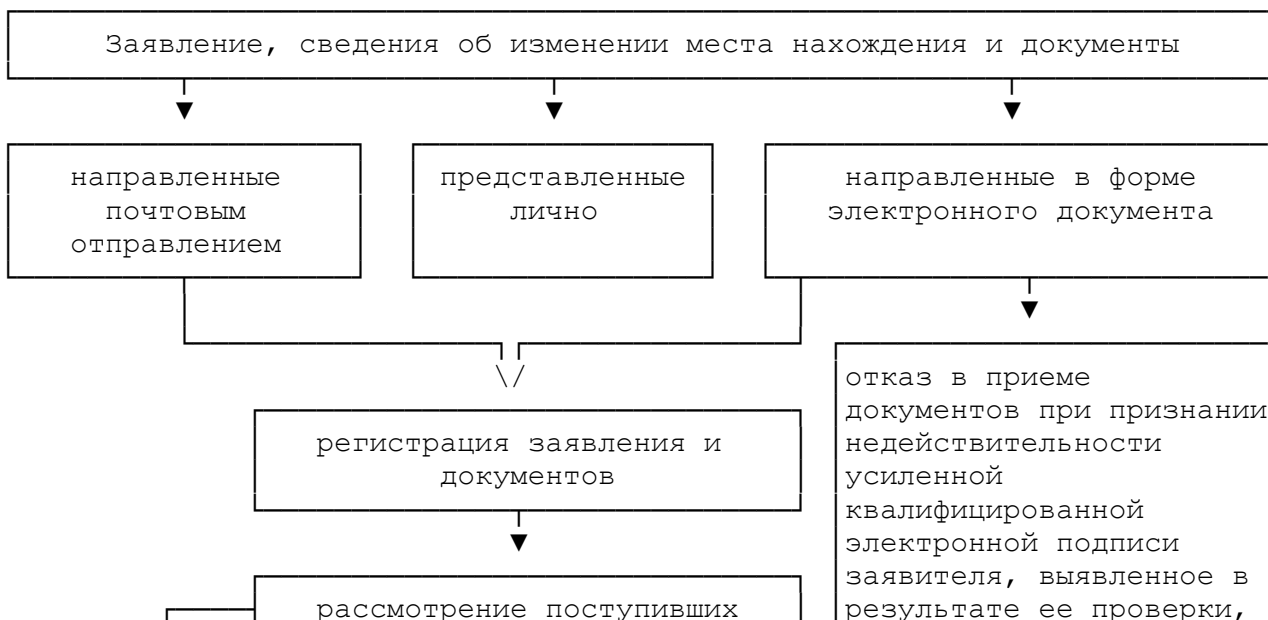 Заявление, сведения об изменении места нахождения и документы
направленные
почтовым
отправлением
представленные
лично
направленные в форме
электронного документа
регистрация заявления и
документов
отказ в приеме
документов при признании
недействительности
усиленной
квалифицированной
электронной подписи
заявителя, выявленное в
результате ее проверки,
рассмотрение поступивших